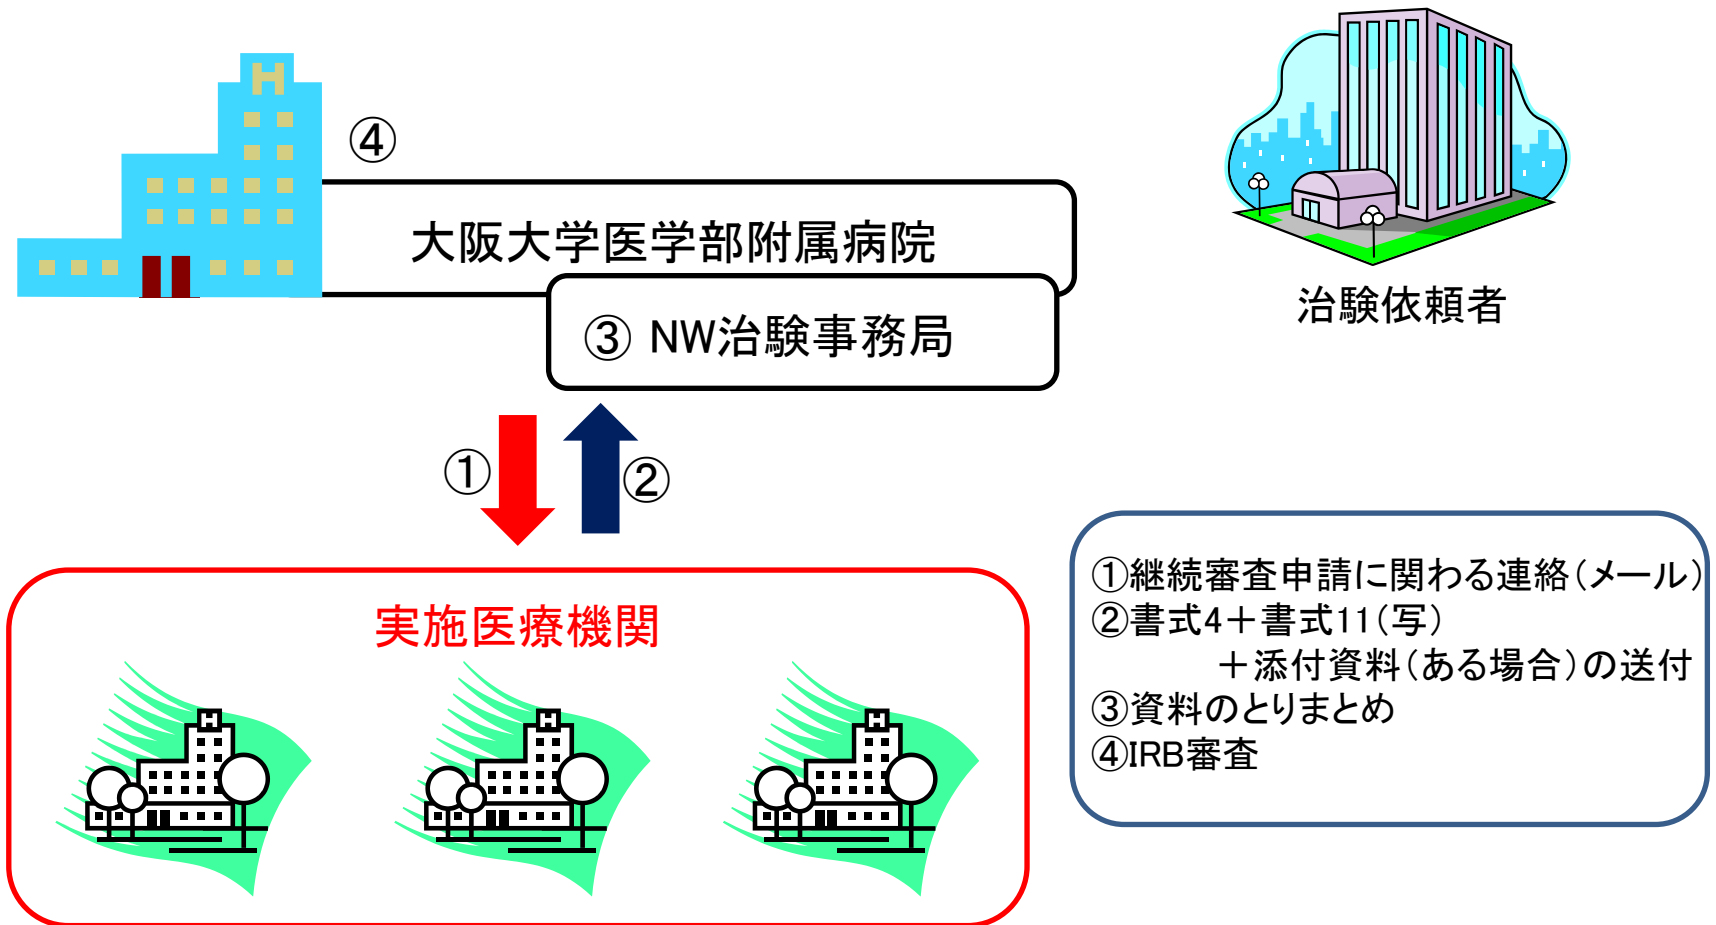 H
④
大阪大学医学部附属病院
③ NW治験事務局
治験依頼者
①
②
実施医療機関
①継続審査申請に関わる連絡(メール)
②書式4+書式11(写)
+添付資料(ある場合)の送付
③資料のとりまとめ
④IRB審査